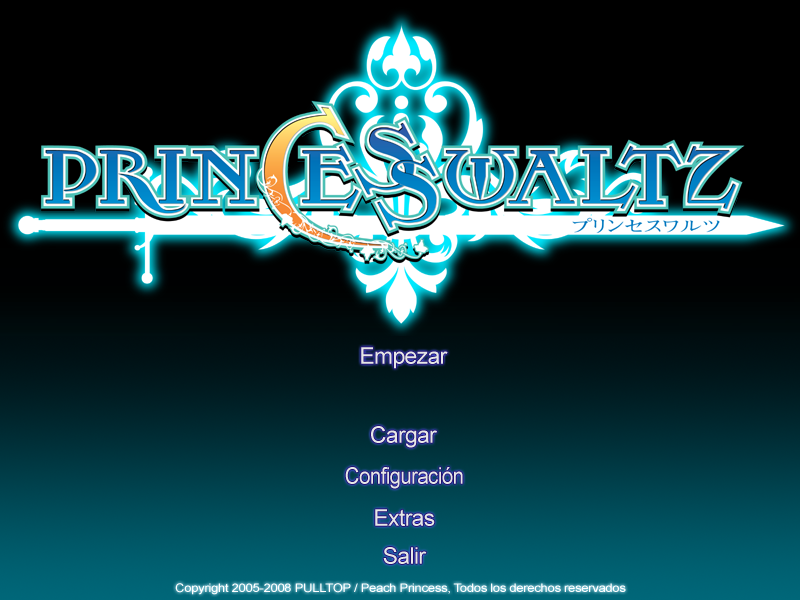 PRINCESSWALTZ
プリンセスワルツ
Empezar
Cargar
Configuración
Extras
Salir
Copyright 2005-2008 PULLTOP / Peach Princess, Todos los derechos reservados